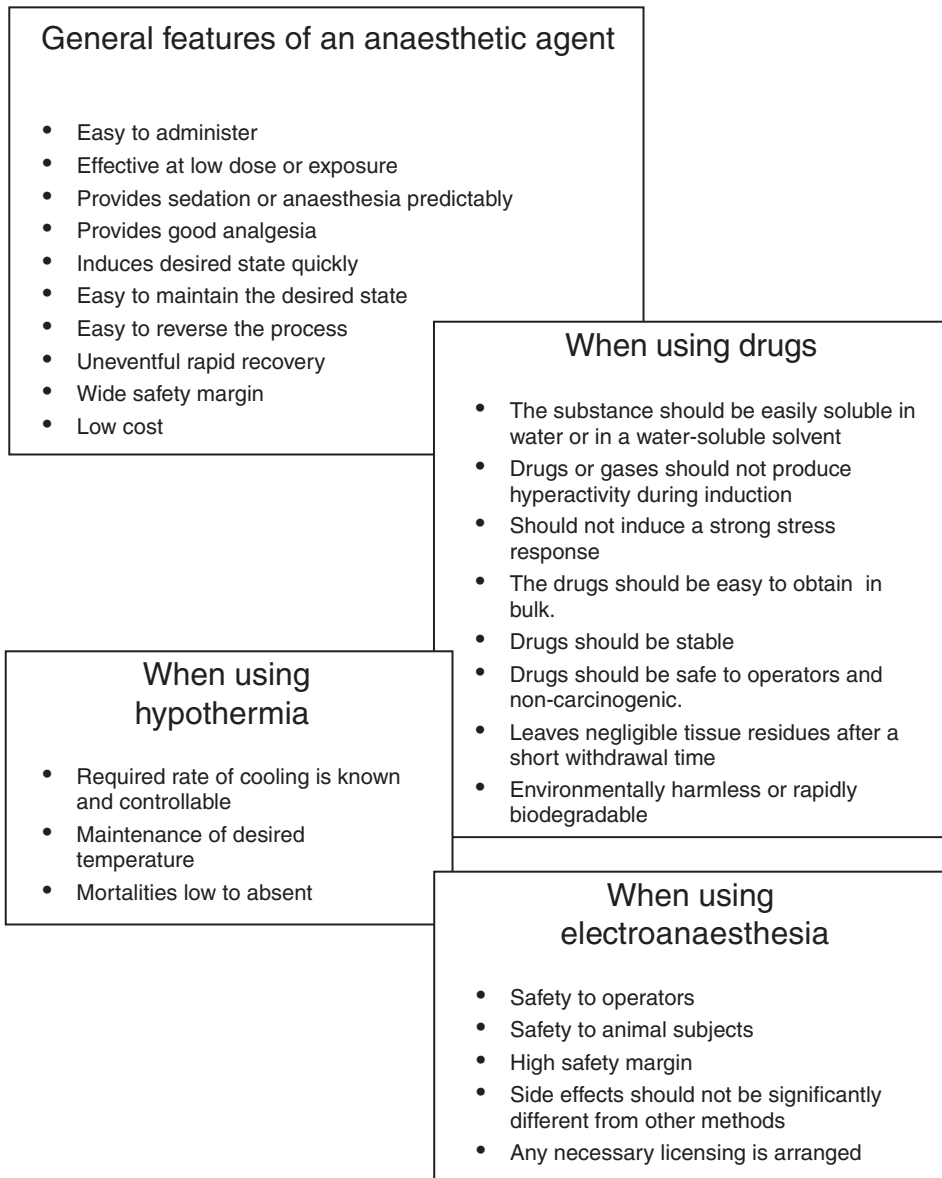 General features of an anaesthetic agent
• Easy to administer
• Effective at low dose or exposure
• Provides sedation or anaesthesia predictably
• Provides good analgesia
• Induces desired state quickly
• Easy to maintain the desired state
• Easy to reverse the process
• Uneventful rapid recovery
• Wide safety margin
• Low cost
When using drugs
• The substance should be easily soluble in
water or in a water-soluble solvent
• Drugs or gases should not produce
hyperactivity during induction
• Should not induce a strong stress
response
• The drugs should be easy to obtain in
bulk.
• Drugs should be stable
• Drugs should be safe to operators and
non-carcinogenic.
• Leaves negligible tissue residues after a
short withdrawal time
• Environmentally harmless or rapidly
biodegradable
When using
hypothermia
• Required rate of cooling is known
and controllable
• Maintenance of desired
temperature
• Mortalities low to absent
When using
electroanaesthesia
• Safety to operators
• Safety to animal subjects
• High safety margin
• Side effects should not be significantly
different from other methods
• Any necessary licensing is arranged